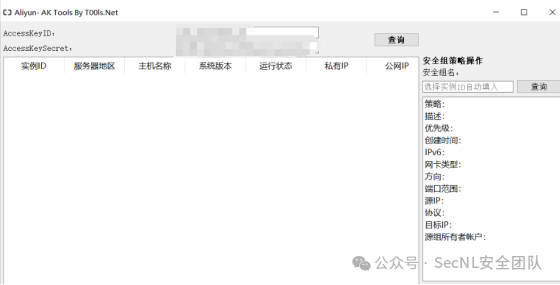 Aliyun- AK Tools By T00ls.Net
AccessKeyID:
AccessKeySecret:
查询
实例ID 服务器地区 主机名称 系统版本 运行状态 私有IP 公网IP
安全组策略操作
安全组名:
选择实例ID自动填入 查询
策略:
描述:
优先级:
创建时间:
IPv6:
网卡类型:
方向:
端口范围:
源IP:
协议:
目标IP:
源组所有者帐户:
公众号 · SecNL安全团队